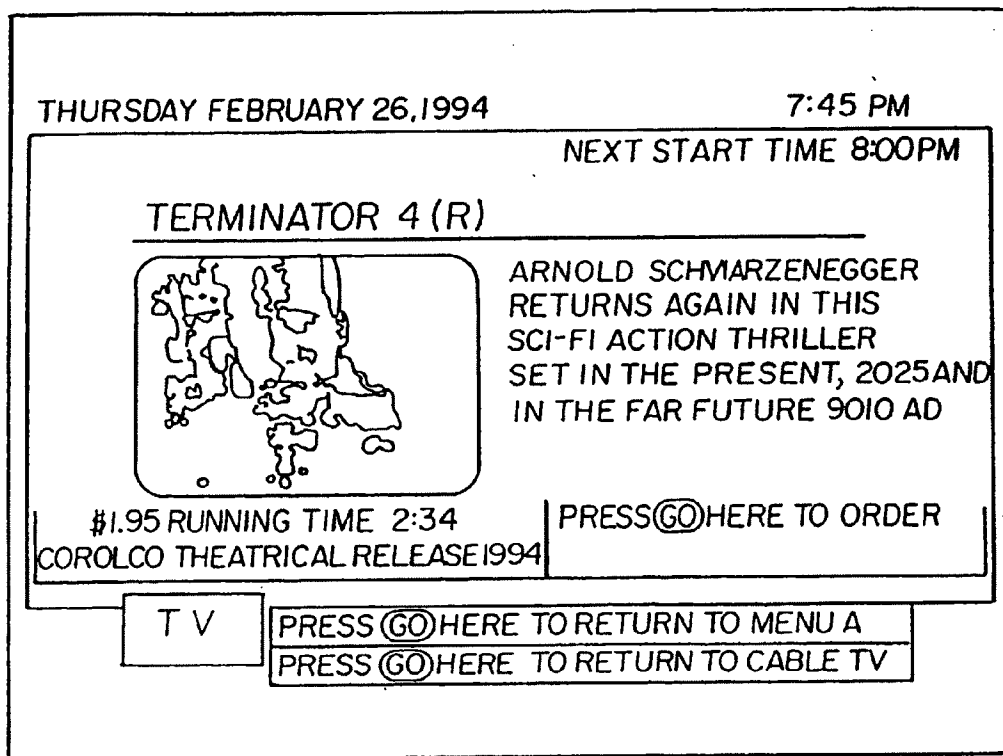 THURSDAY FEBRUARY 26,1994 7:45 PM
NEXT START TIME 8:00PM
TERMINATOR 4 (R)
ARNOLD SCHWARZENEGGER
RETURNS AGAIN IN THIS
SCI-FI ACTION THRILLER
SET IN THE PRESENT, 2025 AND
IN THE FAR FUTURE 9010 AD
$1.95 RUNNING TIME 2:34
COROLCO THEATRICAL RELEASE 1994
PRESS GO HERE TO ORDER
TV
PRESS GO HERE TO RETURN TO MENU A
PRESS GO HERE TO RETURN TO CABLE TV